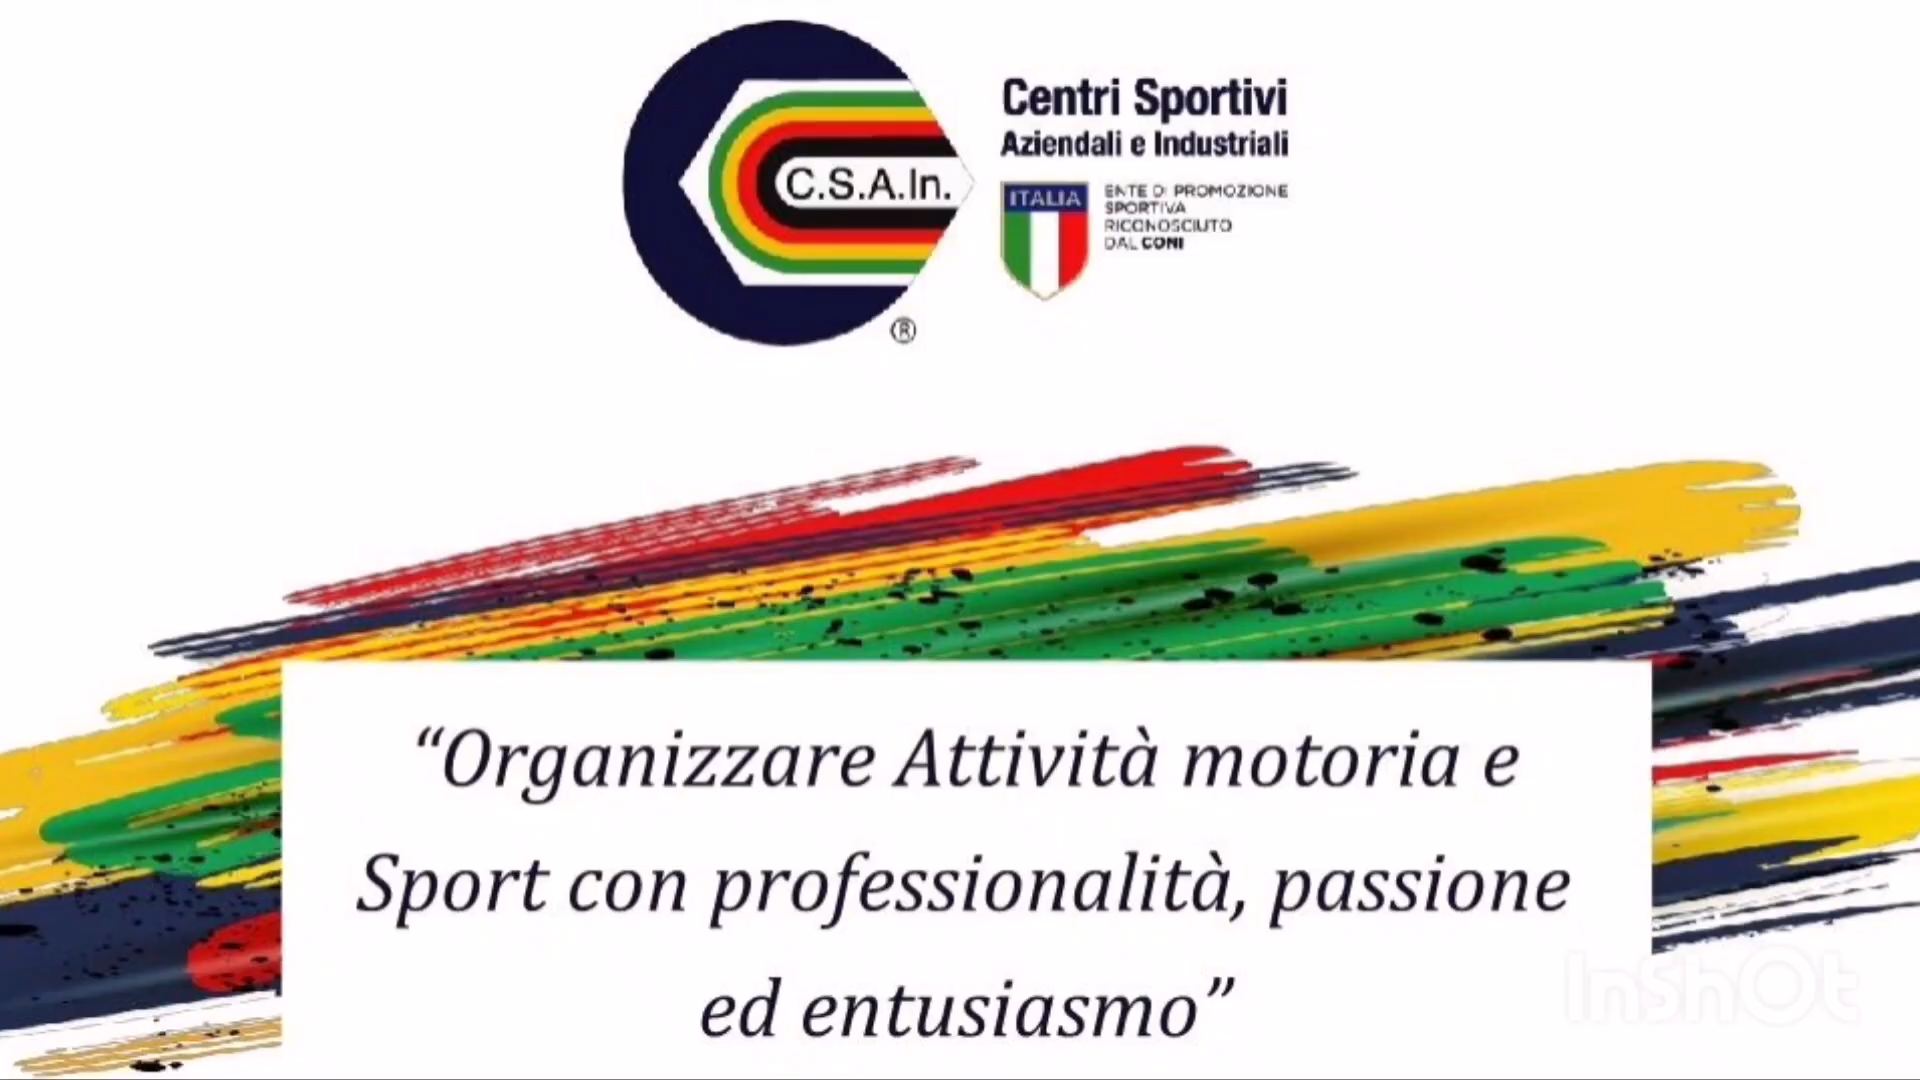 C.S.A.In.
®
Centri Sportivi
Aziendali e Industriali
ITALIA
ENTE DI PROMOZIONE
SPORTIVA
RICONOSCIUTO
DAL CONI
“Organizzare Attività motoria e
Sport con professionalità, passione
ed entusiasmo”
InShOt